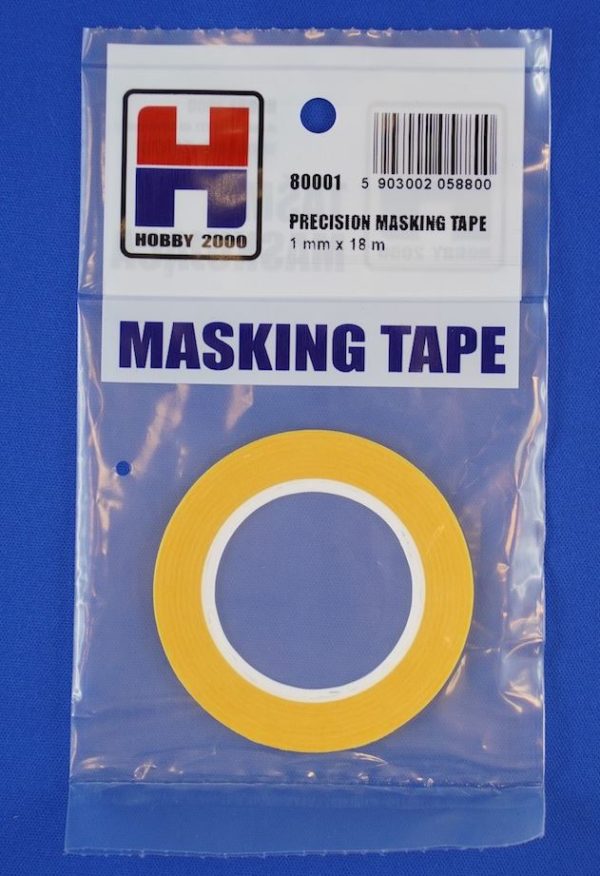 HOBBY 2000
80001
5 903002 058800
PRECISION MASKING TAPE
1 mm x 18 m
MASKING TAPE